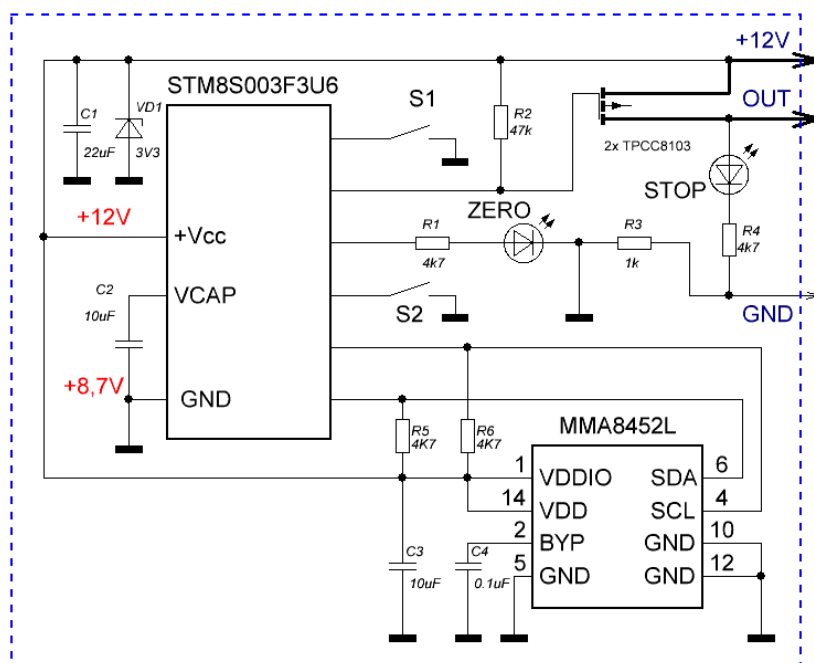 +12V
STM8S003F3U6
S1
OUT
C1
22uF
VD1
3V3
R2
47k
2x TPCC8103
STOP
ZERO
+12V
+Vcc
R1
4k7
R3
1k
R4
4k7
C2
10uF
VCAP
S2
GND
+8,7V
GND
R5
4K7
R6
4K7
MMA8452L
1
VDDIO
SDA
6
14
VDD
SCL
4
2
BYP
GND
10
5
GND
GND
12
C3
10uF
C4
0.1uF